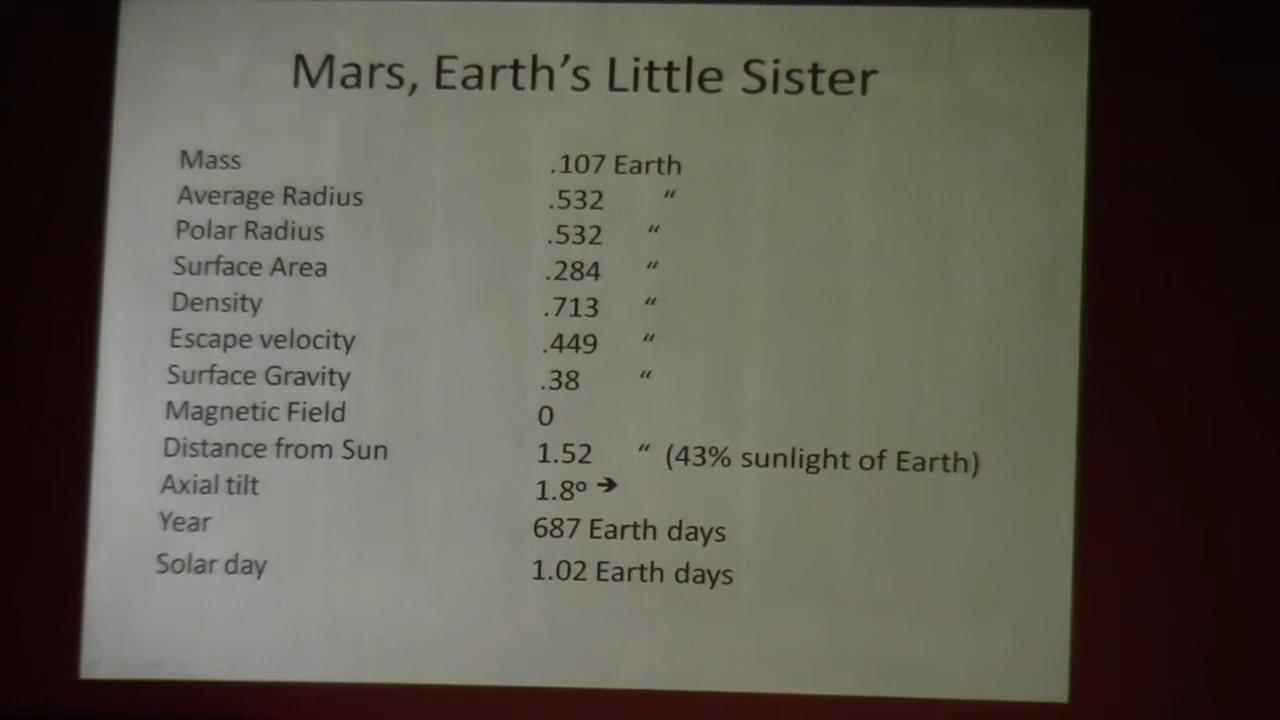 Mars, Earth’s Little Sister
Mass .107 Earth
Average Radius .532 “
Polar Radius .532 “
Surface Area .284 “
Density .713 “
Escape velocity .449 “
Surface Gravity .38 “
Magnetic Field 0
Distance from Sun 1.52 “ (43% sunlight of Earth)
Axial tilt 1.8º →
Year 687 Earth days
Solar day 1.02 Earth days